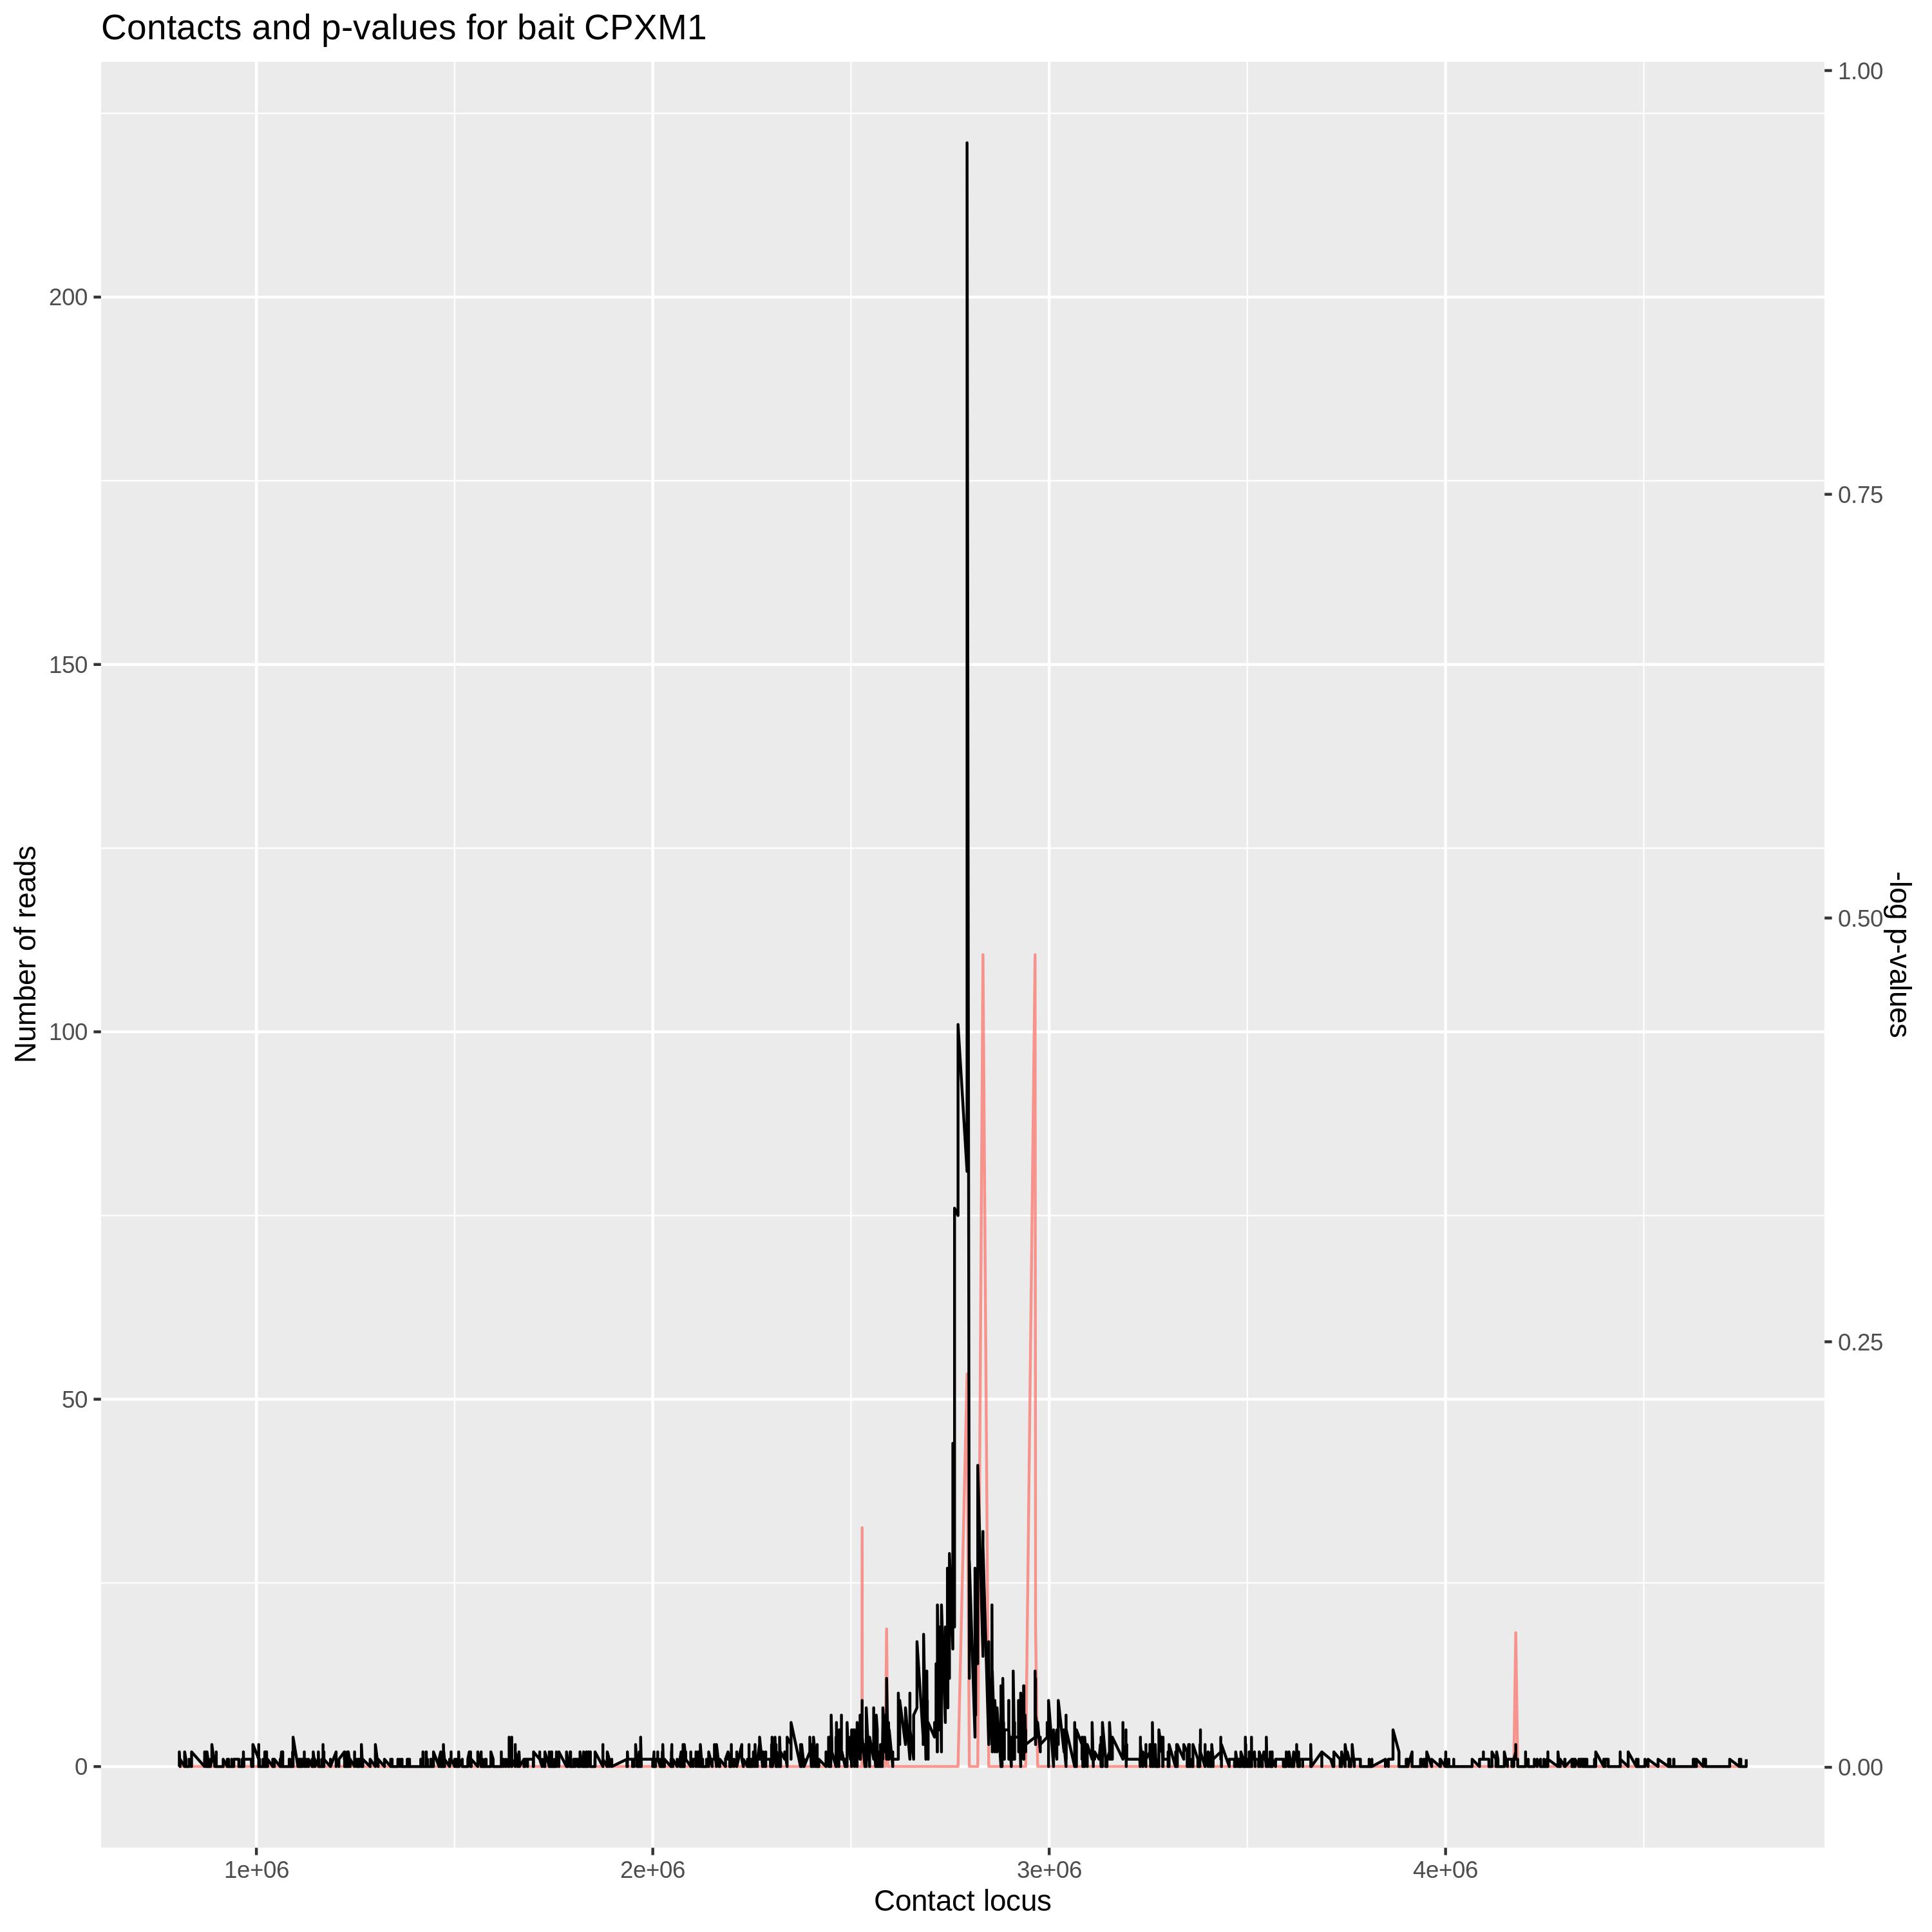 Contacts and p-values for bait CPXM1
Number of reads
200
150
100
50
0
1.00
0.75
0.50
0.25
0.00
-log p-values
1e+06
2e+06
3e+06
4e+06
Contact locus